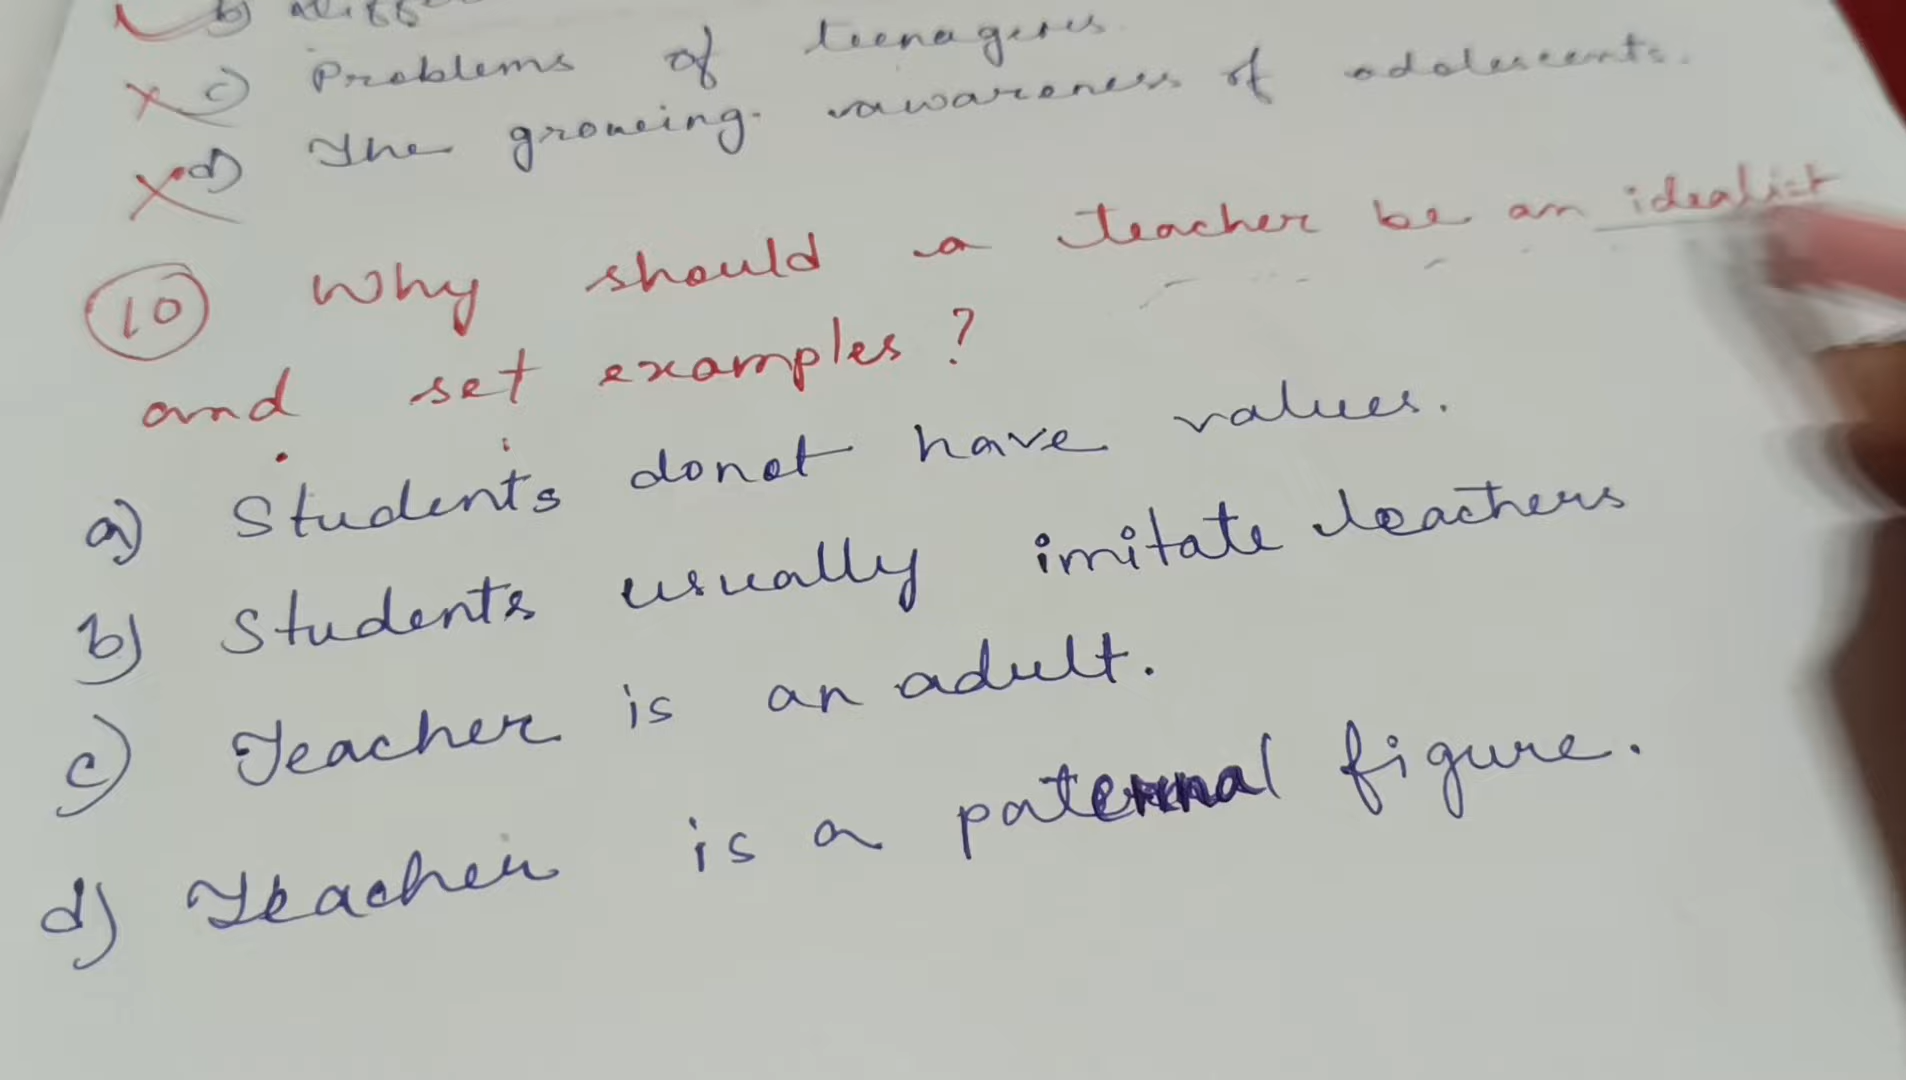 b)
c) Problems of teenagers
d) The growing awareness of adolescents.
10 Why should a teacher be an idealist
and set examples?
a) Students donot have values.
b) Students usually imitate teachers
c) Teacher is an adult.
d) Teacher is a paternal figure.